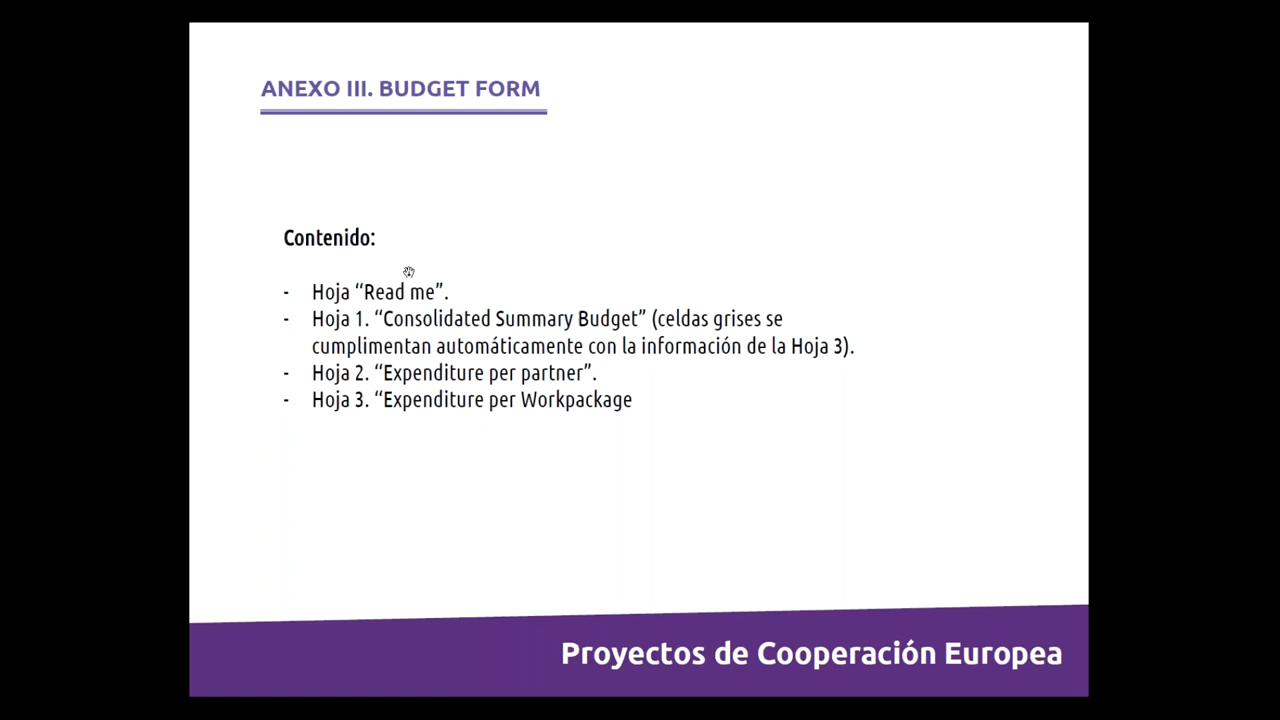 ANEXO III. BUDGET FORM
Contenido:
- Hoja “Read me”.
- Hoja 1. “Consolidated Summary Budget” (celdas grises se
cumplimentan automáticamente con la información de la Hoja 3).
- Hoja 2. “Expenditure per partner”.
- Hoja 3. “Expenditure per Workpackage
Proyectos de Cooperación Europea